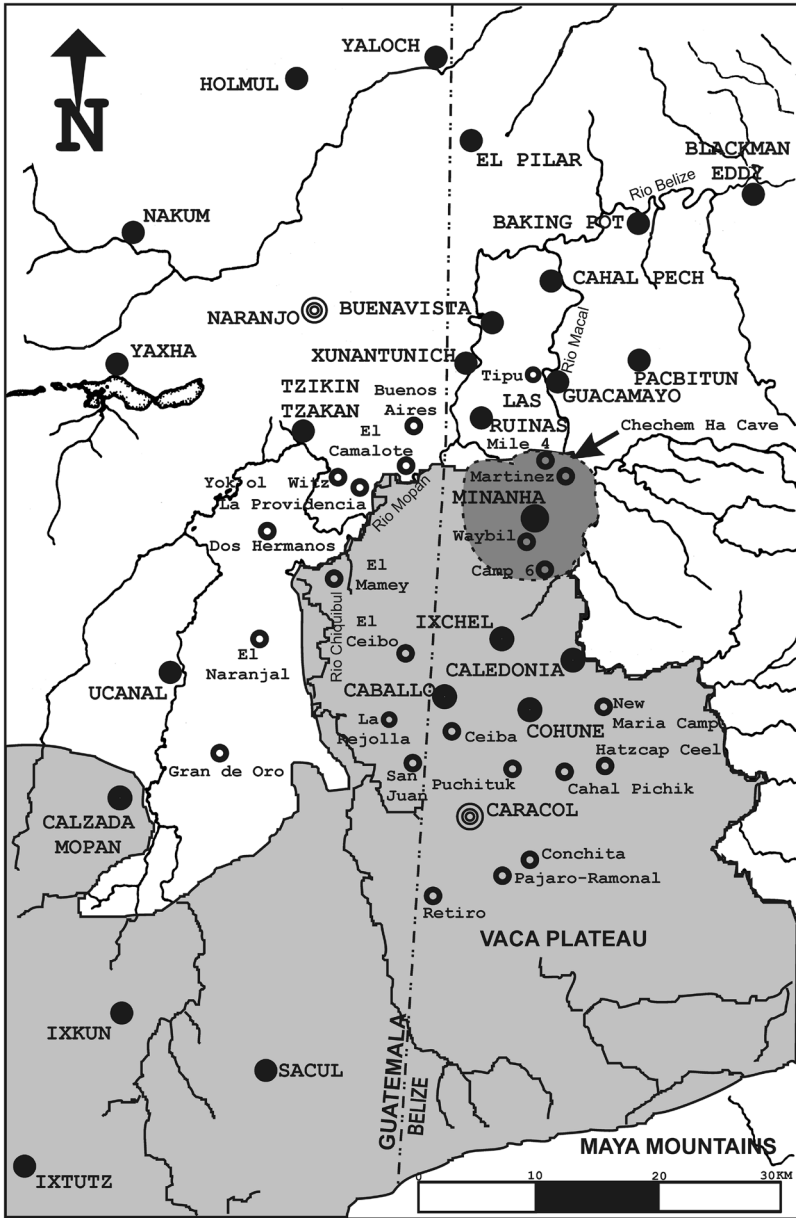 YALOCH
HOLMUL
N
EL PILAR
BLACKMAN
EDDY
Rio Belize
NAKUM
BAKING POT
CAHAL PECH
NARANJO
BUENAVISTA
Rio Macal
YAXHA
XUNANTUNICH
Tipu
GUACAMAYO
PACBITUN
TZIKIN
TZAKAN
Buenos
Aires
LAS
RUINAS
Chechem Ha Cave
El
Camalote
Mile 4
Martinez
Yok'ol Witz
La Providencia
Rio Mopan
MINANHA
Dos Hermanos
Waybil
Camp 6
El
Mamey
Rio Chiquibul
El
Ceibo
IXCHEL
El
Naranjal
CALEDONIA
UCANAL
CABALLO
New
Maria Camp
La
Rejolla
Ceiba
COHUNE
Hatzcap Ceel
Gran de Oro
San
Juan
Puchituk
Cahal Pichik
CALZADA
MOPAN
CARACOL
Conchita
Pajaro-Ramonal
Retiro
VACA PLATEAU
IXKUN
SACUL
GUATEMALA
BELIZE
MAYA MOUNTAINS
IXTUTZ
0 10 20 30KM